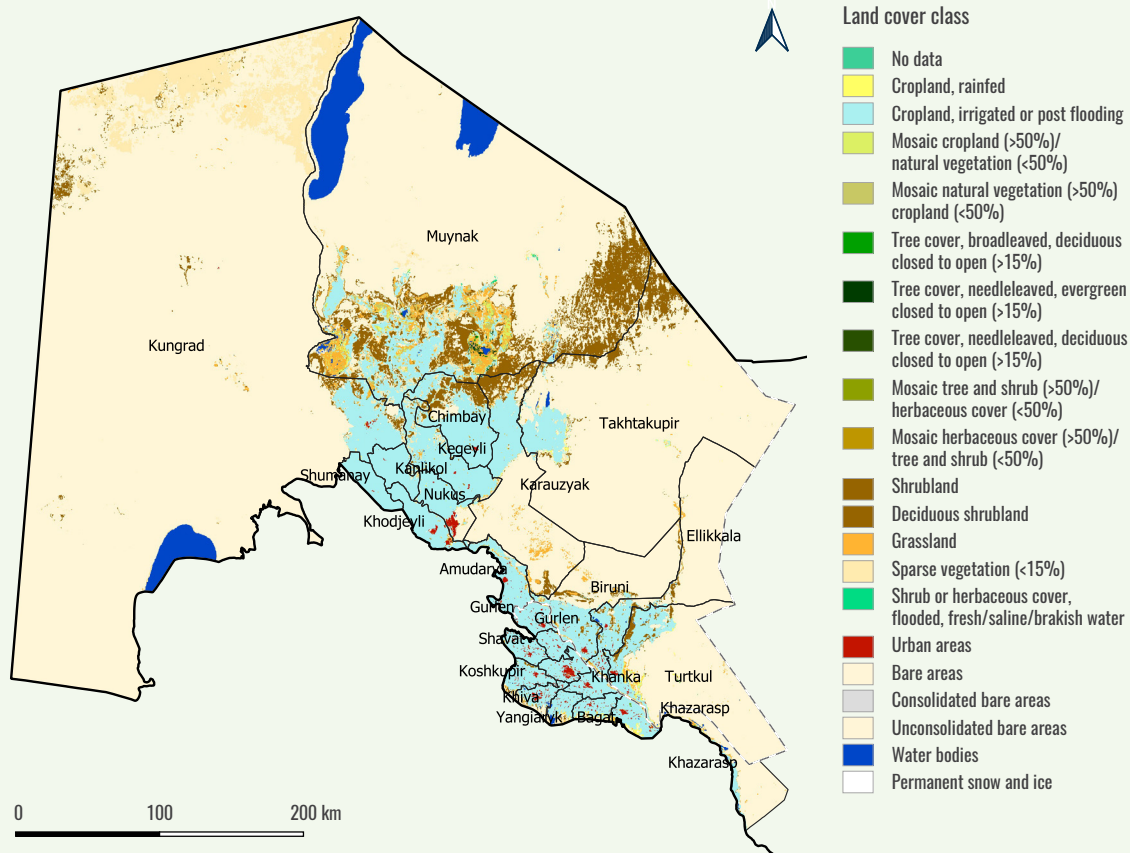 Land cover class
No data
Cropland, rainfed
Cropland, irrigated or post flooding
Mosaic cropland (>50%)/
natural vegetation (<50%)
Mosaic natural vegetation (>50%)
cropland (<50%)
Tree cover, broadleaved, deciduous
closed to open (>15%)
Tree cover, needleleaved, evergreen
closed to open (>15%)
Tree cover, needleleaved, deciduous
closed to open (>15%)
Mosaic tree and shrub (>50%)/
herbaceous cover (<50%)
Mosaic herbaceous cover (>50%)/
tree and shrub (<50%)
Shrubland
Deciduous shrubland
Grassland
Sparse vegetation (<15%)
Shrub or herbaceous cover,
flooded, fresh/saline/brakish water
Urban areas
Bare areas
Consolidated bare areas
Unconsolidated bare areas
Water bodies
Permanent snow and ice
Muynak
Kungrad
Chimbay
Takhtakupir
Kegeyli
Kanlikol
Shumanay
Karauzyak
Nukus
Khodjeyli
Ellikkala
Amudarya
Biruni
Gurlen
Gurlen
Shavat
Koshkupir
Khanka
Turtkul
Khiva
Khazarasp
Yangiaryk
Bagat
Khazarasp
0 100 200 km